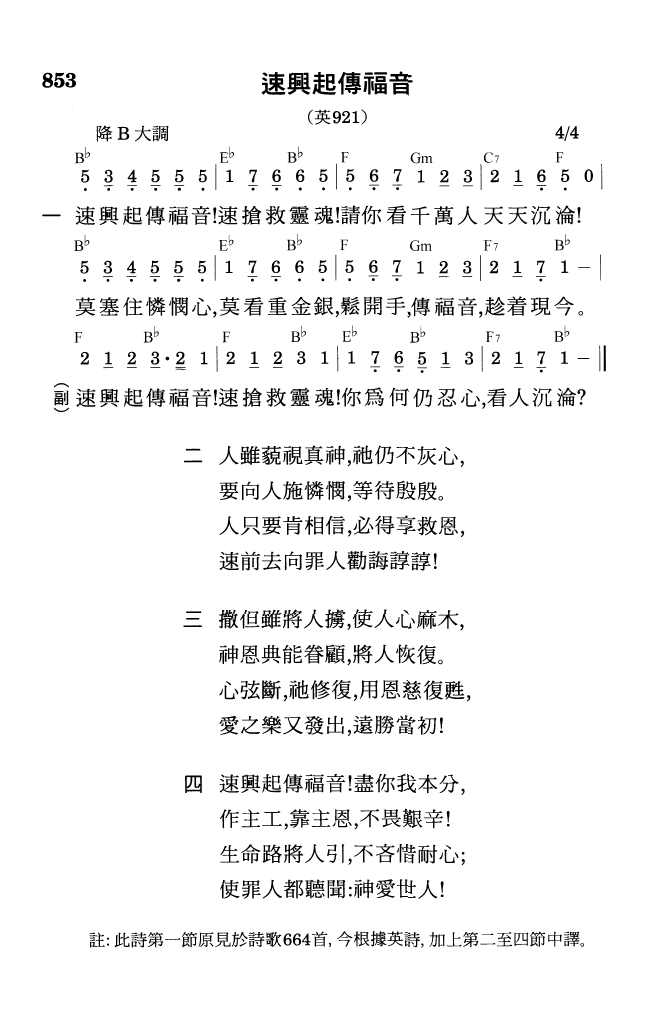 853
速興起傳福音
（英921）
降 B 大調
4/4
B♭ E♭ B♭ F Gm C7 F
5 3 4 5 5 5 | 1 7 6 6 5 | 5 6 7 1 2 3 | 2 1 6 5 0 |
一 速興起傳福音!速搶救靈魂!請你看千萬人天天沉淪!
B♭ E♭ B♭ F Gm F7 B♭
5 3 4 5 5 5 | 1 7 6 6 5 | 5 6 7 1 2 3 | 2 1 7 1 – |
莫塞住憐憫心,莫看重金銀,鬆開手,傳福音,趁着現今。
F B♭ F B♭ E♭ B♭ F7 B♭
2 1 2 3·2 1 | 2 1 2 3 1 | 1 7 6 5 1 3 | 2 1 7 1 – ‖
（副） 速興起傳福音!速搶救靈魂!你爲何仍忍心,看人沉淪?
二 人雖藐視真神,祂仍不灰心,
要向人施憐憫,等待殷殷。
人只要肯相信,必得享救恩,
速前去向罪人勸誨諄諄!
三 撒但雖將人擄,使人心麻木,
神恩典能眷顧,將人恢復。
心弦斷,祂修復,用恩慈復甦,
愛之樂又發出,遠勝當初!
四 速興起傳福音!盡你我本分,
作主工,靠主恩,不畏艱辛!
生命路將人引,不吝惜耐心;
使罪人都聽聞:神愛世人!
註: 此詩第一節原見於詩歌664首, 今根據英詩, 加上第二至四節中譯。